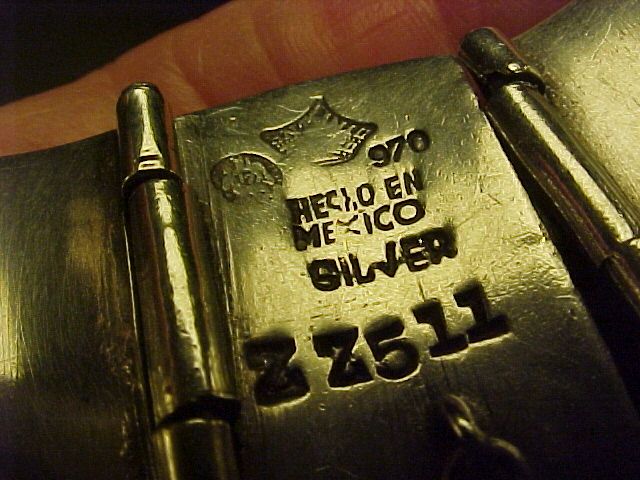 970
HECHO EN
MEXICO
SILVER
ZZ511